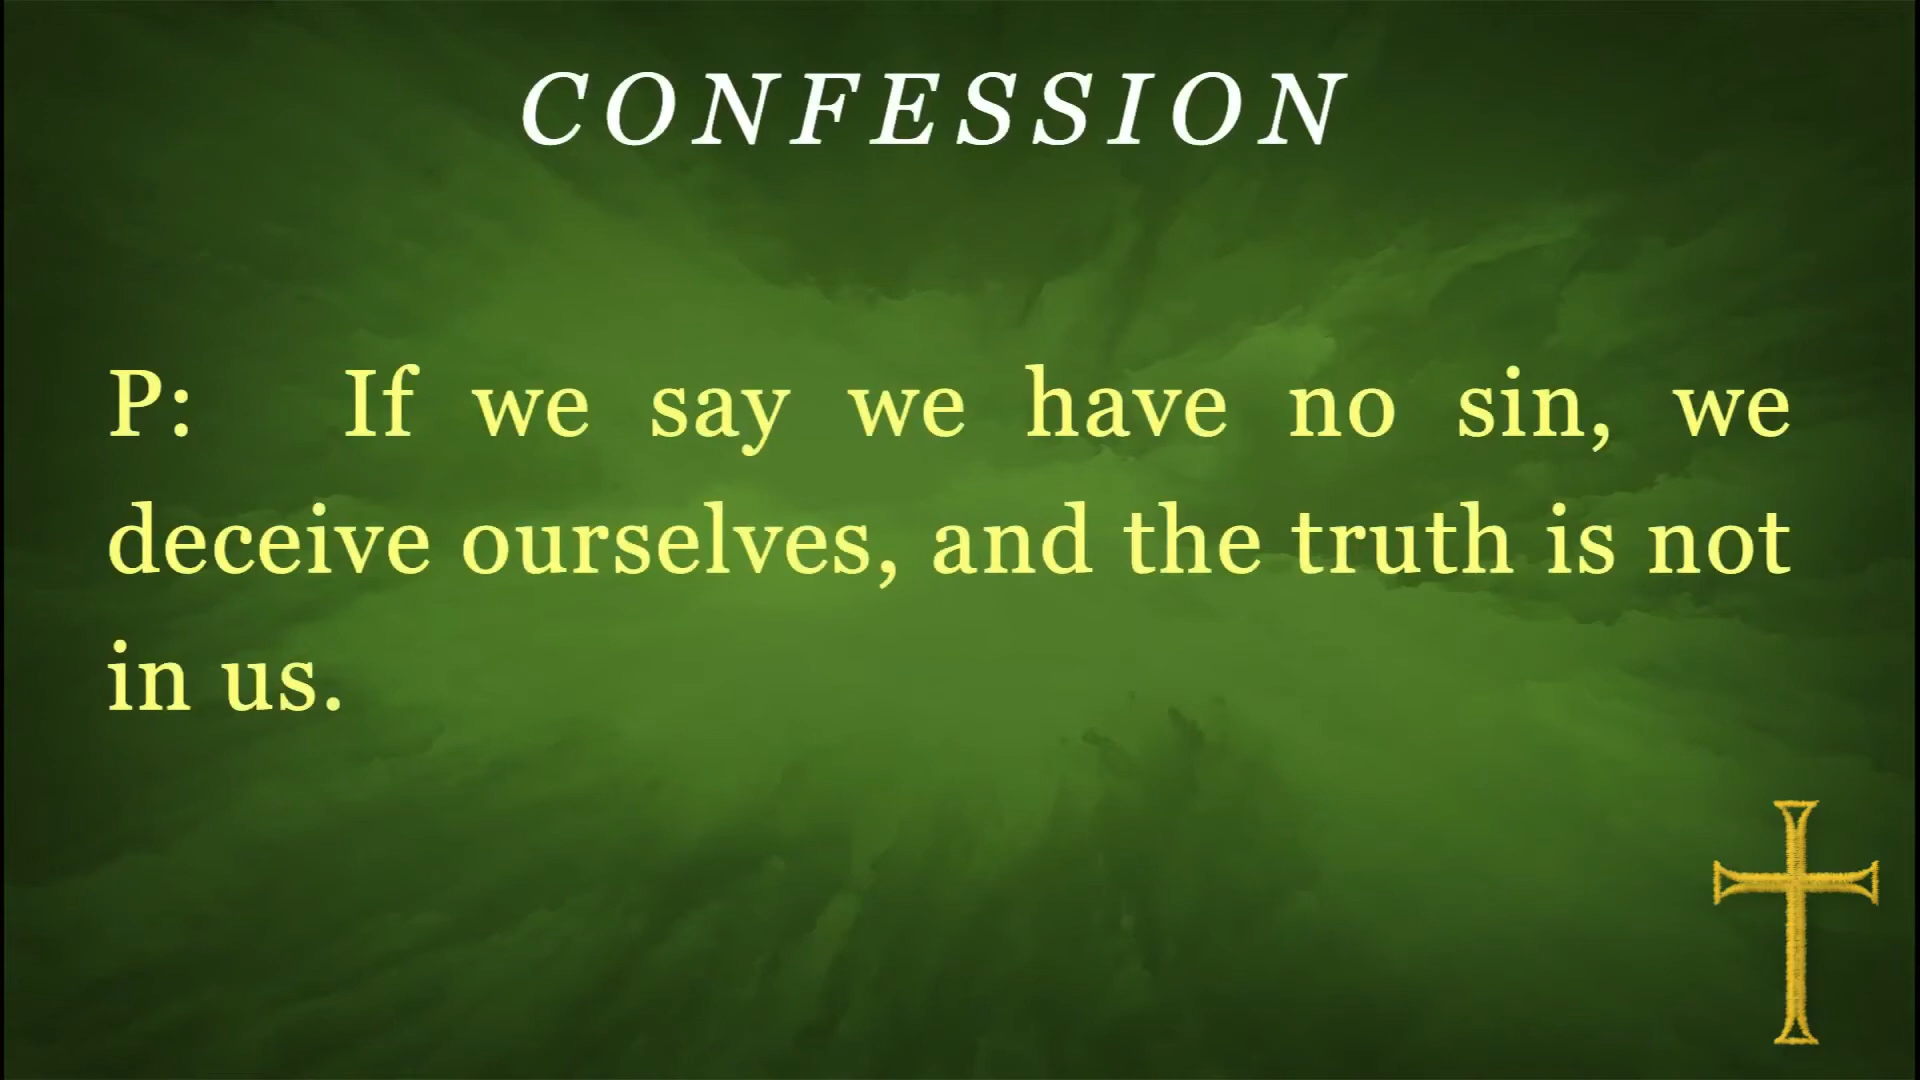 CONFESSION
P: If we say we have no sin, we
deceive ourselves, and the truth is not
in us.